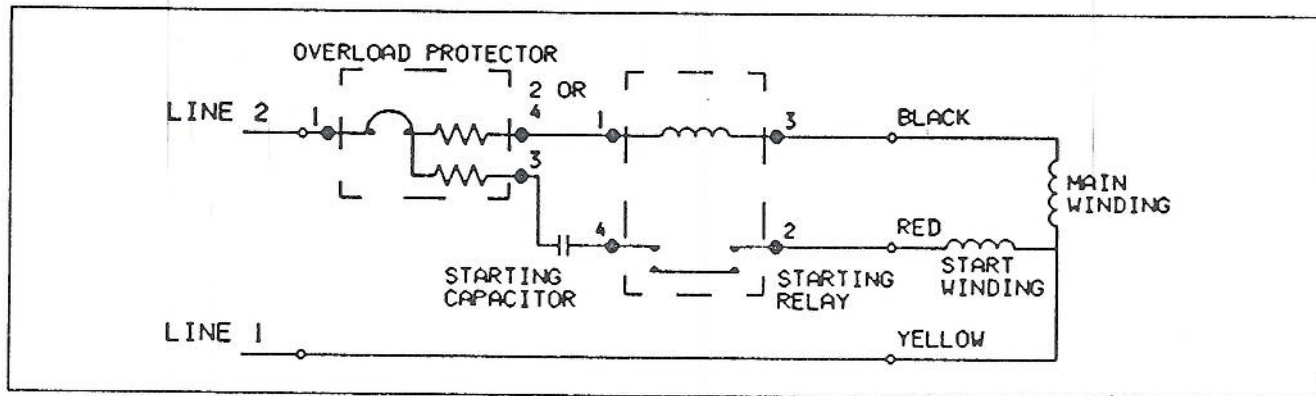 OVERLOAD PROTECTOR
2 OR
LINE 2
1
4
1
3
BLACK
3
MAIN
WINDING
4
2
RED
STARTING
CAPACITOR
STARTING
RELAY
START
WINDING
LINE 1
YELLOW